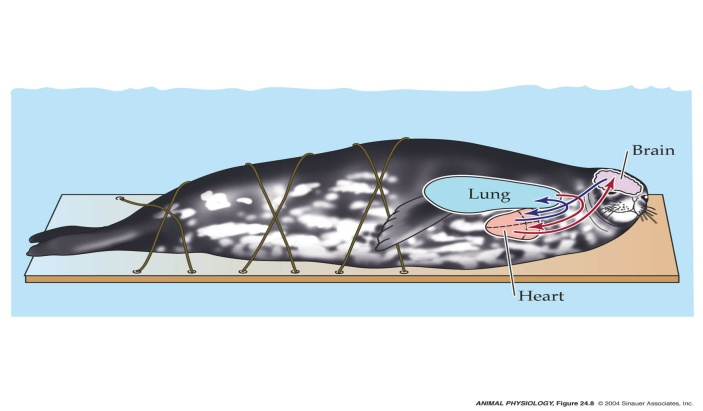 Brain
Lung
Heart
ANIMAL PHYSIOLOGY, Figure 24.8 © 2004 Sinauer Associates, Inc.